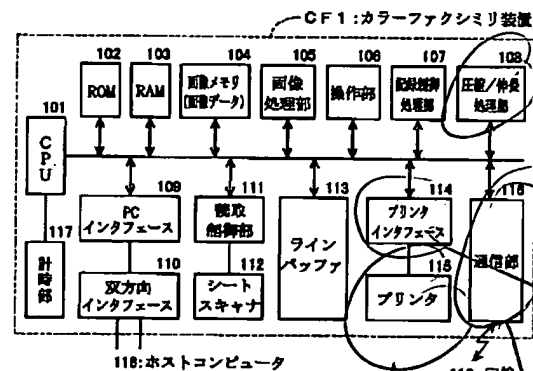 CF1:カラーファクシミリ装置
102
103
104
105
106
107
108
ROM
RAM
画像メモリ
(画像データ)
画像
処理部
操作部
記録制御
処理部
圧縮/伸長
処理部
101
CPU
109
111
113
114
116
PC
インタフェース
読取
制御部
ライン
バッファ
プリンタ
インタフェース
通信部
117
計時部
110
112
115
双方向
インタフェース
シート
スキャナ
プリンタ
118:ホストコンピュータ